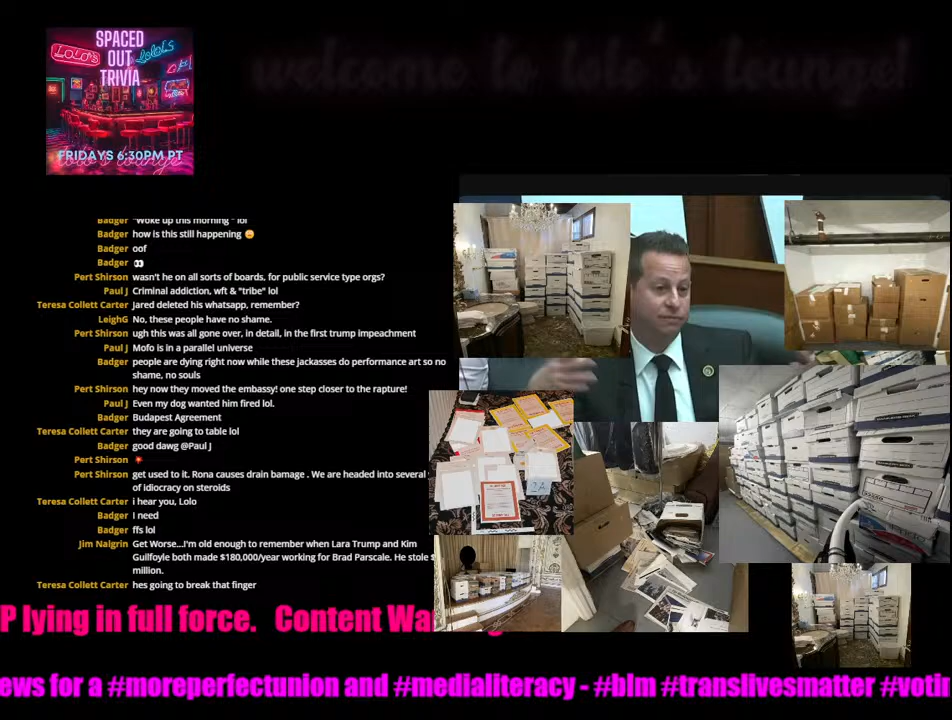 SPACED
OUT
TRIVIA
LOLO'S
LOLO'S
FRIDAYS 6:30PM PT
lolo's lounge
welcome to lolo's lounge!
Badger "Woke up this morning" lol
Badger how is this still happening
Badger oof
Badger 👀
Pert Shirson wasn't he on all sorts of boards, for public service type orgs?
Paul J Criminal addiction, wft & "tribe" lol
Teresa Collett Carter Jared deleted his whatsapp, remember?
LeighG No, these people have no shame.
Pert Shirson ugh this was all gone over, in detail, in the first trump impeachment
Paul J Mofo is in a parallel universe
Badger people are dying right now while these jackasses do performance art so no
shame, no souls
Pert Shirson hey now they moved the embassy! one step closer to the rapture!
Paul J Even my dog wanted him fired lol.
Badger Budapest Agreement
Teresa Collett Carter they are going to table lol
Badger good dawg @Paul J
Pert Shirson 💥
Pert Shirson get used to it. Rona causes drain bamage . We are headed into several
of idiocracy on steroids
Teresa Collett Carter i hear you, Lolo
Badger I need
Badger ffs lol
Jim Nalgrin Get Worse...I'm old enough to remember when Lara Trump and Kim
Guilfoyle both made $180,000/year working for Brad Parscale. He stole $
million.
Teresa Collett Carter hes going to break that finger
P lying in full force. Content Wa
ews for a #moreperfectunion and #medialiteracy - #blm #translivesmatter #votin